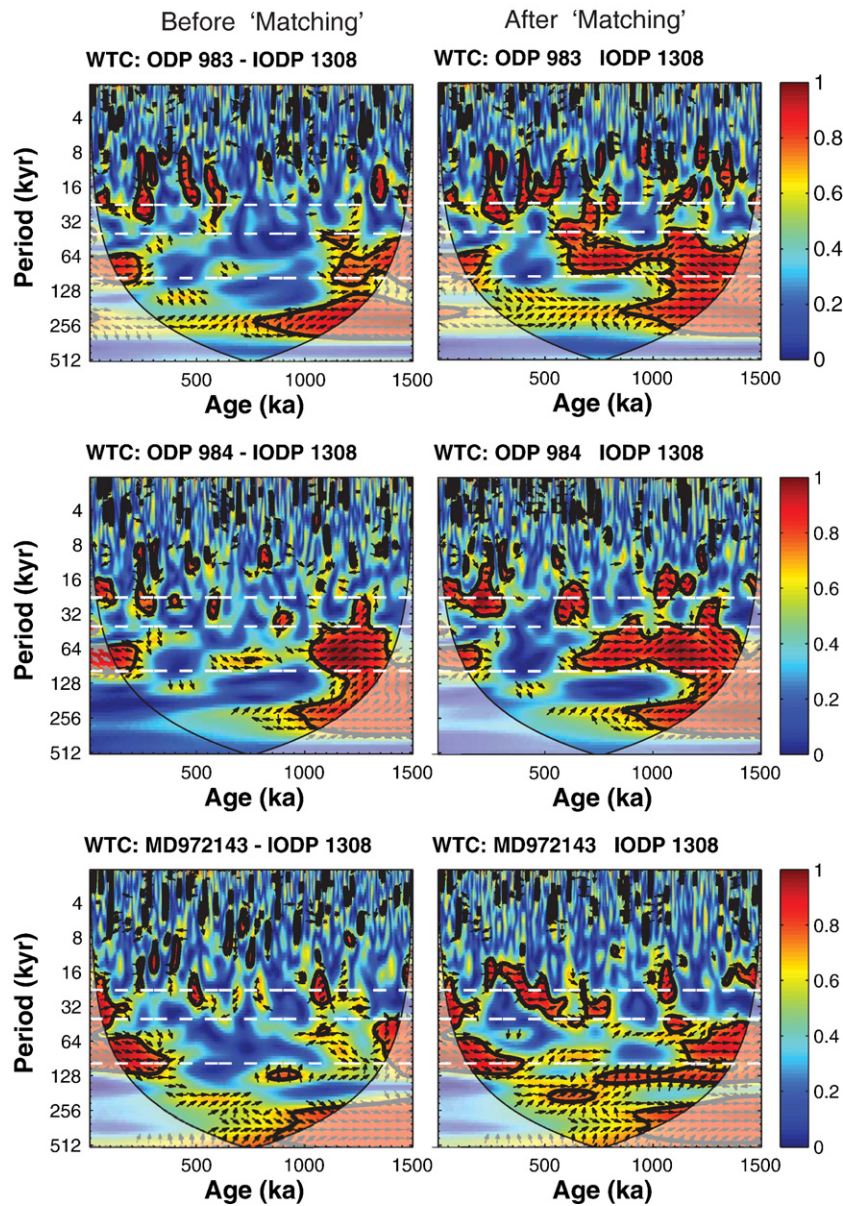 Before 'Matching' After 'Matching'
WTC: ODP 983 - IODP 1308 WTC: ODP 983 IODP 1308
Period (kyr)
4
8
16
32
64
128
256
512
500 1000 1500
Age (ka)
500 1000 1500
Age (ka)
1
0.8
0.6
0.4
0.2
0
WTC: ODP 984 - IODP 1308 WTC: ODP 984 IODP 1308
Period (kyr)
4
8
16
32
64
128
256
512
500 1000 1500
Age (ka)
500 1000 1500
Age (ka)
1
0.8
0.6
0.4
0.2
0
WTC: MD972143 - IODP 1308 WTC: MD972143 IODP 1308
Period (kyr)
4
8
16
32
64
128
256
512
500 1000 1500
Age (ka)
500 1000 1500
Age (ka)
1
0.8
0.6
0.4
0.2
0